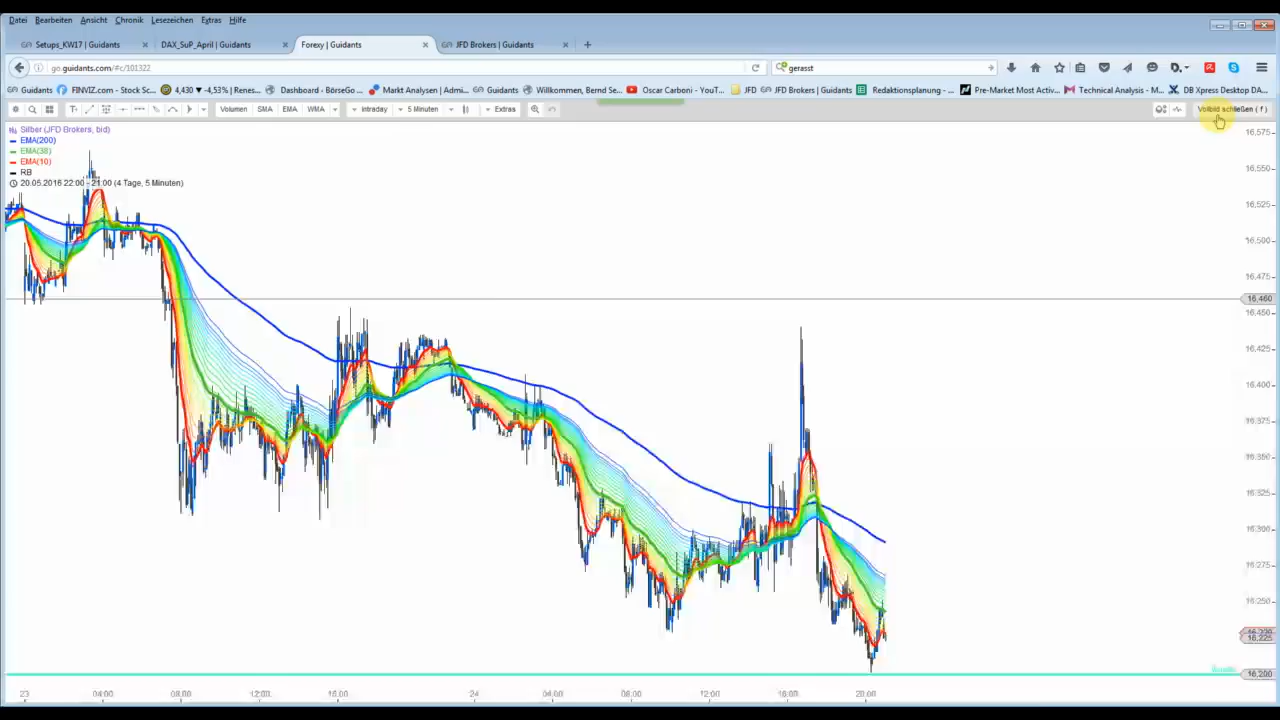 Datei Bearbeiten Ansicht Chronik Lesezeichen Extras Hilfe
Setups_KW17 | Guidants DAX_SuP_April | Guidants Forexy | Guidants JFD Brokers | Guidants
go.guidants.com/#c/101322 gerasst
Guidants FINVIZ.com - Stock Sc... 4,430 -4,53% | Renes... Dashboard - BörseGo ... Markt Analysen | Admi... Guidants Willkommen, Bernd Se... Oscar Carboni - YouT... JFD JFD Brokers | Guidants Redaktionsplanung - ... Pre-Market Most Activ... Technical Analysis - M... DB Xpress Desktop DA...
Volumen SMA EMA WMA Intraday 5 Minuten Extras Vollbild schließen ( f )
Silber (JFD Brokers, bid)
EMA(200)
EMA(38)
EMA(10)
RB
20.05.2016 22:00 - 21:00 (4 Tage, 5 Minuten)
16,575
16,550
16,525
16,500
16,475
16,460
16,450
16,425
16,400
16,375
16,350
16,325
16,300
16,275
16,250
16,225
16,200
23 04:00 08:00 12:00 16:00 24 04:00 08:00 12:00 16:00 20:00